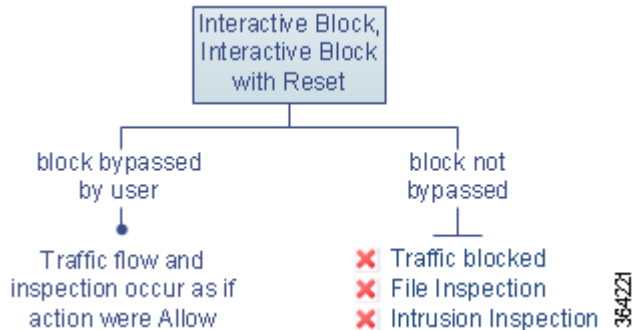 Interactive Block,
Interactive Block
with Reset
block bypassed
by user
block not
bypassed
Traffic flow and
inspection occur as if
action were Allow
Traffic blocked
File Inspection
Intrusion Inspection
364221